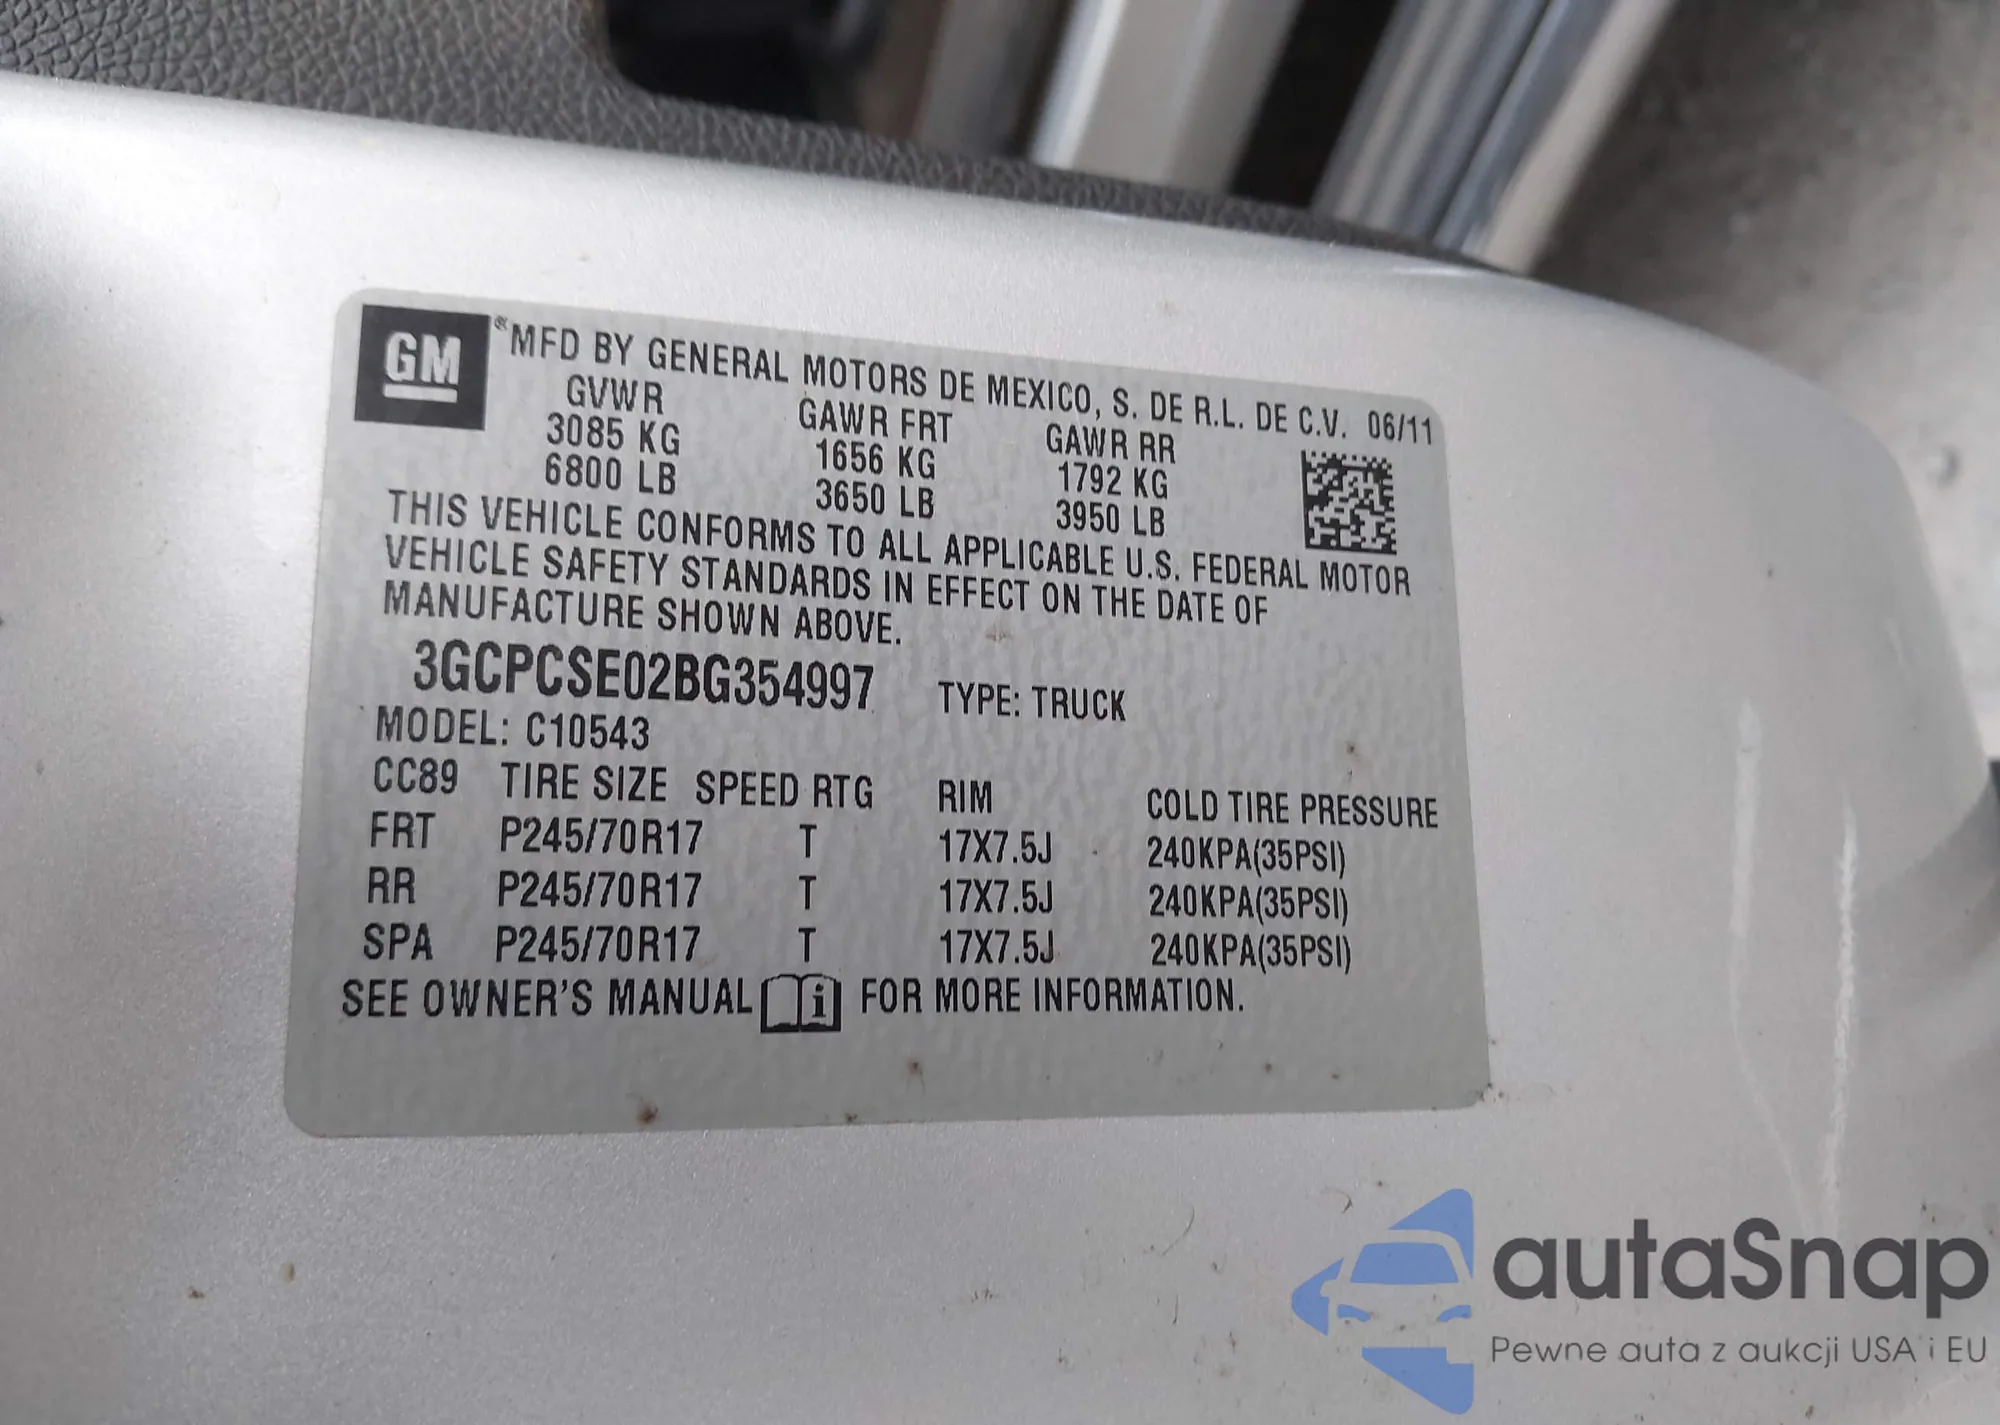 GM ®MFD BY GENERAL MOTORS DE MEXICO, S. DE R.L. DE C.V. 06/11
GVWR GAWR FRT GAWR RR
3085 KG 1656 KG 1792 KG
6800 LB 3650 LB 3950 LB
THIS VEHICLE CONFORMS TO ALL APPLICABLE U.S. FEDERAL MOTOR
VEHICLE SAFETY STANDARDS IN EFFECT ON THE DATE OF
MANUFACTURE SHOWN ABOVE.
3GCPCSE02BG354997 TYPE: TRUCK
MODEL: C10543
CC89 TIRE SIZE SPEED RTG RIM COLD TIRE PRESSURE
FRT P245/70R17 T 17X7.5J 240KPA(35PSI)
RR P245/70R17 T 17X7.5J 240KPA(35PSI)
SPA P245/70R17 T 17X7.5J 240KPA(35PSI)
SEE OWNER'S MANUAL i FOR MORE INFORMATION.
autaSnap
Pewne auta z aukcji USA i EU